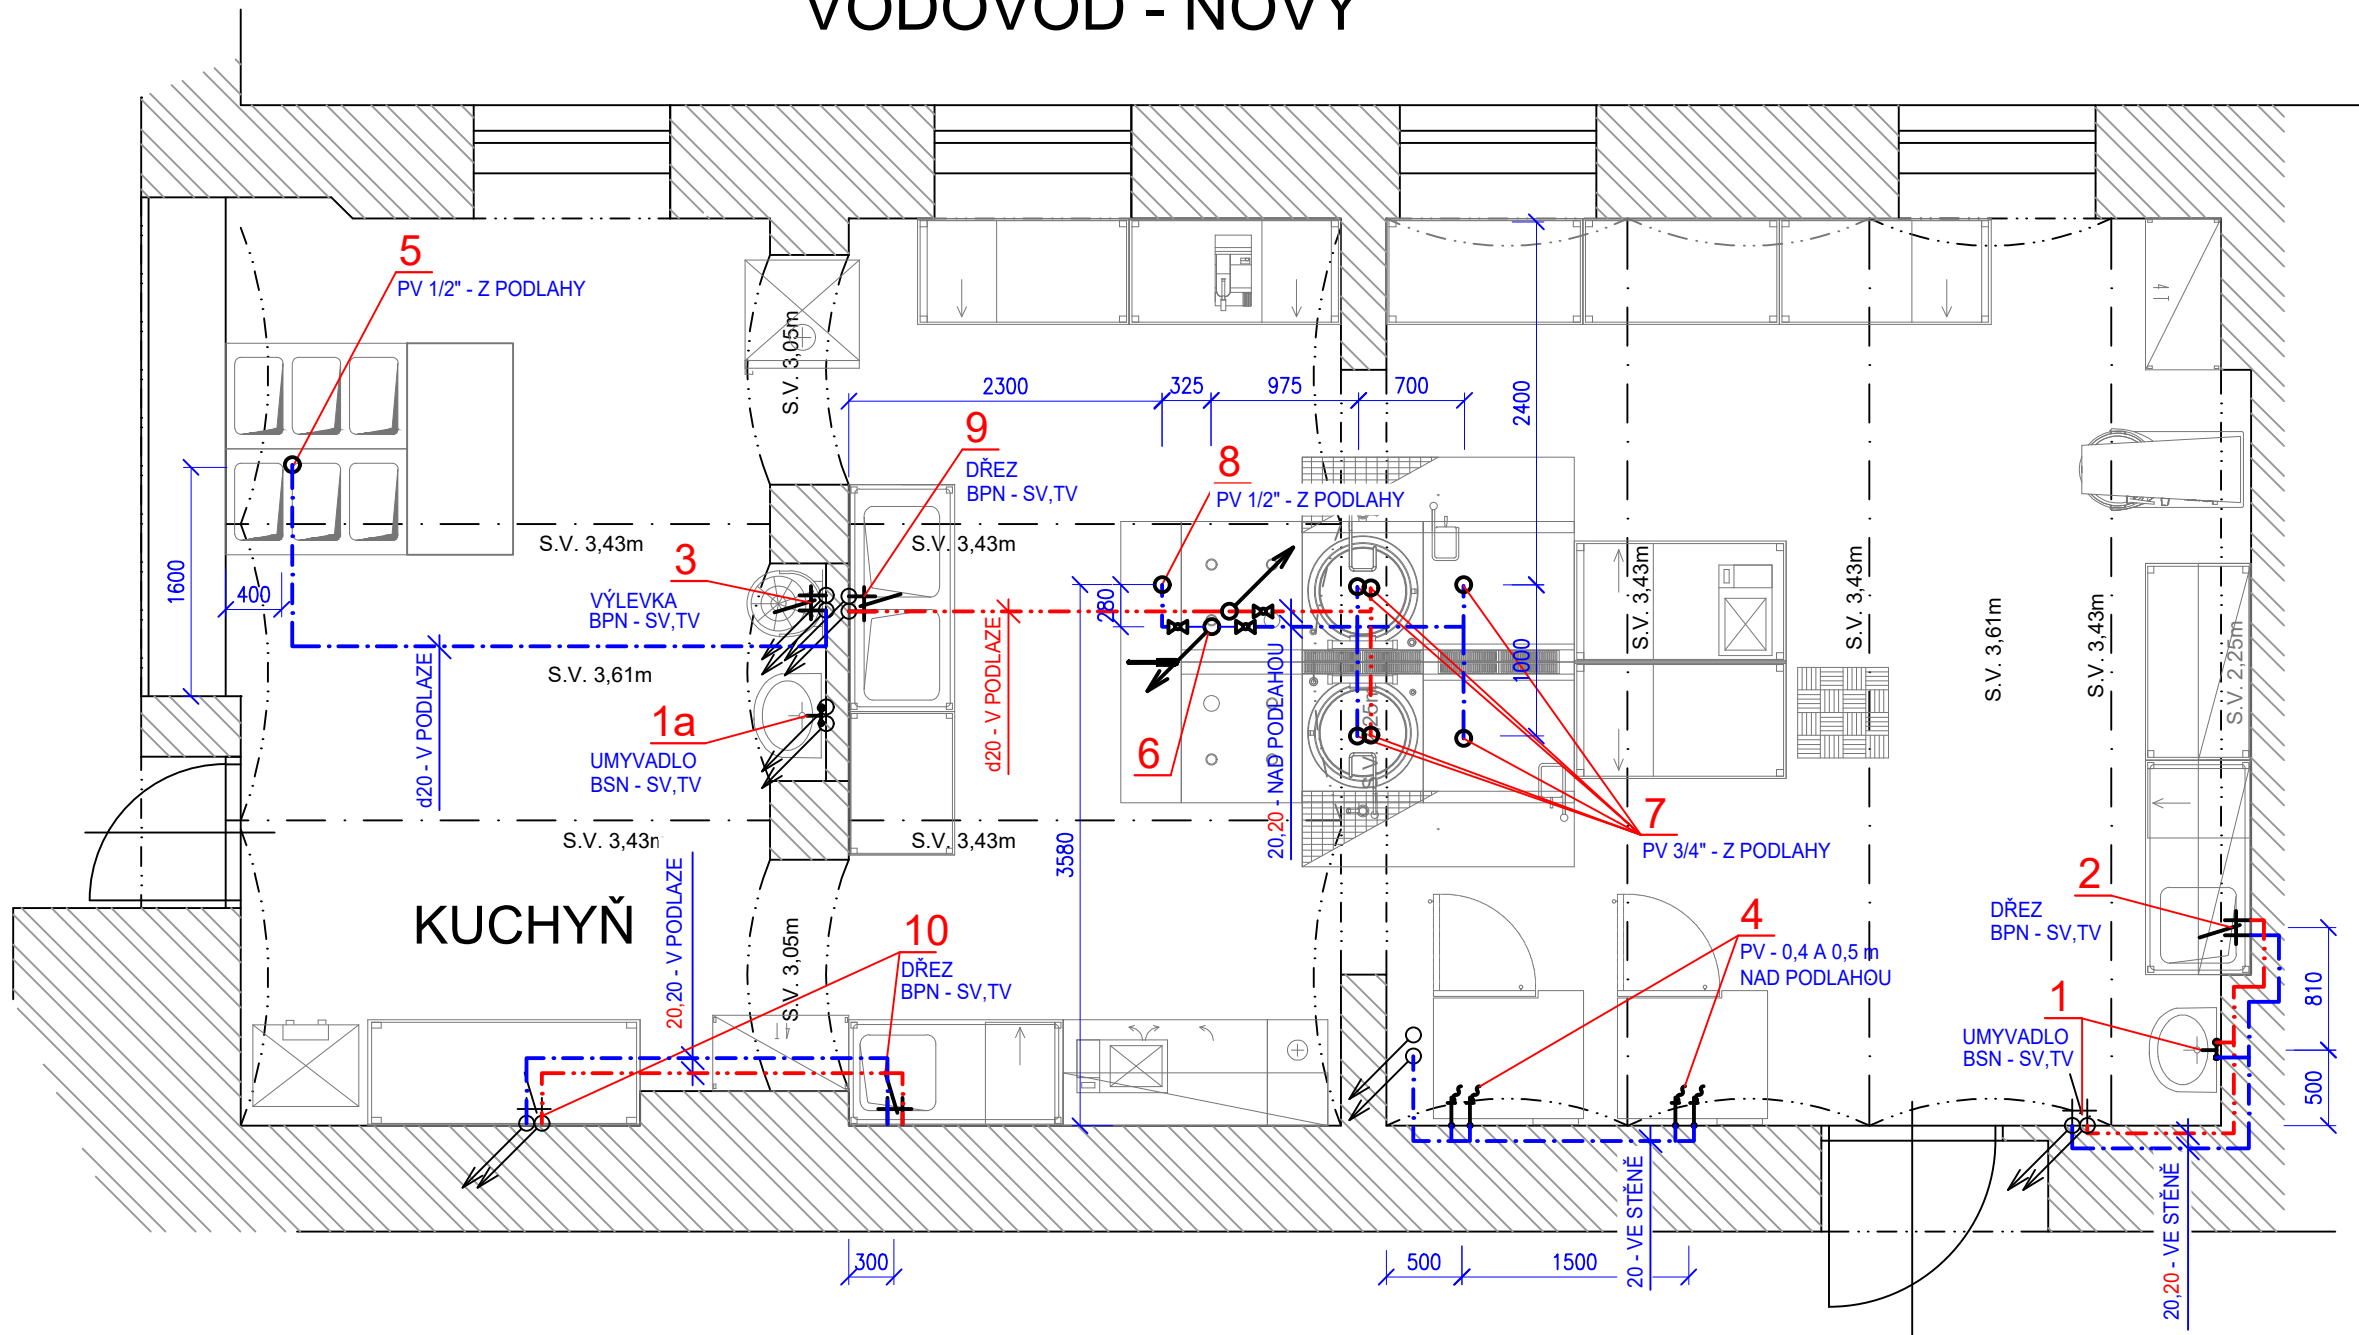 VODOVOD - NOVÝ
5
PV 1/2" - Z PODLAHY
S.V. 3,05m
2300
325
975
700
2400
9
DŘEZ
BPN - SV,TV
8
PV 1/2" - Z PODLAHY
1600
400
S.V. 3,43m
S.V. 3,43m
3
VÝLEVKA
BPN - SV,TV
280
S.V. 3,43m
S.V. 3,43m
S.V. 3,61m
S.V. 3,43m
S.V. 2,25m
S.V. 3,61m
d20 - V PODLAZE
d20 - V PODLAZE
20,20 - NAD PODLAHOU
1000
1a
UMYVADLO
BSN - SV,TV
6
7
PV 3/4" - Z PODLAHY
S.V. 3,43m
3580
2
DŘEZ
BPN - SV,TV
KUCHYŇ
20,20 - V PODLAZE
S.V. 3,05m
10
DŘEZ
BPN - SV,TV
4
PV - 0,4 A 0,5 m
NAD PODLAHOU
810
1
UMYVADLO
BSN - SV,TV
500
300
500
1500
20 - VE STĚNĚ
20,20 - VE STĚNĚ